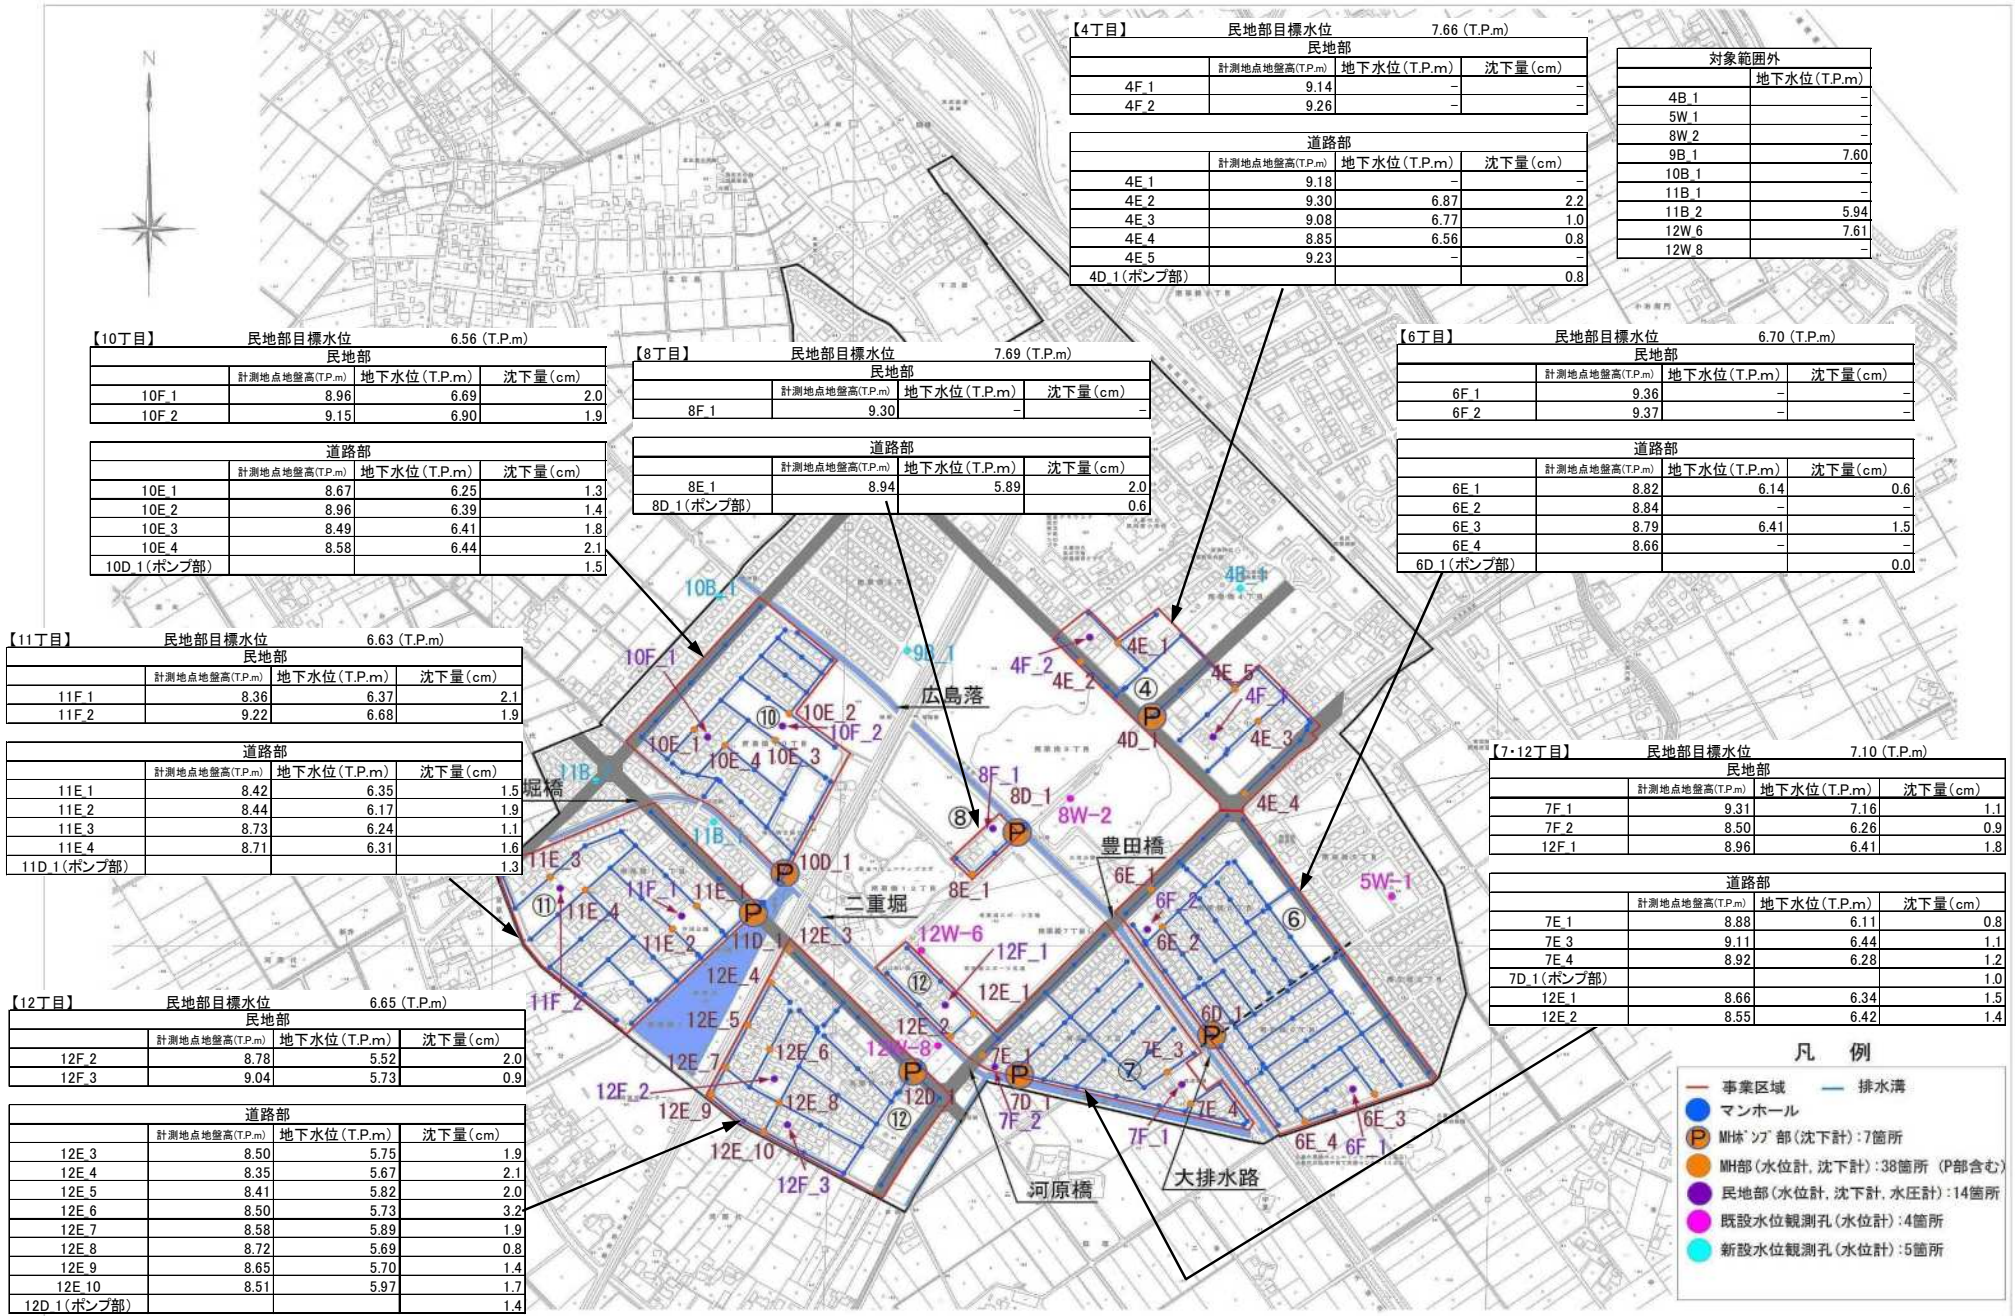 【4丁目】 民地部目標水位 7.66 (T.P.m)
民地部
計測地点地盤高(T.P.m) 地下水位(T.P.m) 沈下量(cm)
4F_1 9.14 − −
4F_2 9.26 − −
道路部
計測地点地盤高(T.P.m) 地下水位(T.P.m) 沈下量(cm)
4E_1 9.18 − −
4E_2 9.30 6.87 2.2
4E_3 9.08 6.77 1.0
4E_4 8.85 6.56 0.8
4E_5 9.23 − −
4D_1(ポンプ部) 0.8
対象範囲外
地下水位(T.P.m)
4B_1 −
5W_1 −
8W_2 −
9B_1 7.60
10B_1 −
11B_1 −
11B_2 5.94
12W_6 7.61
12W_8 −
N
【10丁目】 民地部目標水位 6.56 (T.P.m)
民地部
計測地点地盤高(T.P.m) 地下水位(T.P.m) 沈下量(cm)
10F_1 8.96 6.69 2.0
10F_2 9.15 6.90 1.9
道路部
計測地点地盤高(T.P.m) 地下水位(T.P.m) 沈下量(cm)
10E_1 8.67 6.25 1.3
10E_2 8.96 6.39 1.4
10E_3 8.49 6.41 1.8
10E_4 8.58 6.44 2.1
10D_1(ポンプ部) 1.5
【8丁目】 民地部目標水位 7.69 (T.P.m)
民地部
計測地点地盤高(T.P.m) 地下水位(T.P.m) 沈下量(cm)
8F_1 9.30 − −
道路部
計測地点地盤高(T.P.m) 地下水位(T.P.m) 沈下量(cm)
8E_1 8.94 5.89 2.0
8D_1(ポンプ部) 0.6
【6丁目】 民地部目標水位 6.70 (T.P.m)
民地部
計測地点地盤高(T.P.m) 地下水位(T.P.m) 沈下量(cm)
6F_1 9.36 − −
6F_2 9.37 − −
道路部
計測地点地盤高(T.P.m) 地下水位(T.P.m) 沈下量(cm)
6E_1 8.82 6.14 0.6
6E_2 8.84 − −
6E_3 8.79 6.41 1.5
6E_4 8.66 − −
6D_1(ポンプ部) 0.0
【11丁目】 民地部目標水位 6.63 (T.P.m)
民地部
計測地点地盤高(T.P.m) 地下水位(T.P.m) 沈下量(cm)
11F_1 8.36 6.37 2.1
11F_2 9.22 6.68 1.9
道路部
計測地点地盤高(T.P.m) 地下水位(T.P.m) 沈下量(cm)
11E_1 8.42 6.35 1.5
11E_2 8.44 6.17 1.9
11E_3 8.73 6.24 1.1
11E_4 8.71 6.31 1.6
11D_1(ポンプ部) 1.3
【7・12丁目】 民地部目標水位 7.10 (T.P.m)
民地部
計測地点地盤高(T.P.m) 地下水位(T.P.m) 沈下量(cm)
7F_1 9.31 7.16 1.1
7F_2 8.50 6.26 0.9
12F_1 8.96 6.41 1.8
道路部
計測地点地盤高(T.P.m) 地下水位(T.P.m) 沈下量(cm)
7E_1 8.88 6.11 0.8
7E_3 9.11 6.44 1.1
7E_4 8.92 6.28 1.2
7D_1(ポンプ部) 1.0
12E_1 8.66 6.34 1.5
12E_2 8.55 6.42 1.4
【12丁目】 民地部目標水位 6.65 (T.P.m)
民地部
計測地点地盤高(T.P.m) 地下水位(T.P.m) 沈下量(cm)
12F_2 8.78 5.52 2.0
12F_3 9.04 5.73 0.9
道路部
計測地点地盤高(T.P.m) 地下水位(T.P.m) 沈下量(cm)
12E_3 8.50 5.75 1.9
12E_4 8.35 5.67 2.1
12E_5 8.41 5.82 2.0
12E_6 8.50 5.73 3.2
12E_7 8.58 5.89 1.9
12E_8 8.72 5.69 0.8
12E_9 8.65 5.70 1.4
12E_10 8.51 5.97 1.7
12D_1(ポンプ部) 1.4
10B_1
4B_1
10F_1
9B_1
4F_2
4E_1
4E_2
4E_5
4F_1
④
広島落
⑩
10E_2
10F_2
10E_1
10E_4
10E_3
4D_1
P
4E_3
4E_4
11B
堀橋
11B_1
8F_1
8D_1
8W-2
⑧
P
8E_1
豊田橋
10D_1
P
11E_3
11E_4
11F_1
11E_1
⑪
11E_2
11D_1
P
11F_2
二重堀
12E_3
12W-6
12F_1
⑫
12E_1
12E_2
12W-8
6E_1
6F_2
6E_2
5W-1
⑥
6D_1
P
12E_4
12E_5
12E_7
12E_6
12F_2
12E_9
12E_8
12E_10
12F_3
12D_1
P
⑫
7E_1
7D_1
P
7F_2
⑦
7E_3
7E_4
7F_1
6E_4
6F_1
6E_3
河原橋
大排水路
凡 例
事業区域 排水溝
マンホール
P MHポンプ部(沈下計):7箇所
MH部(水位計, 沈下計):38箇所 (P部含む)
民地部(水位計, 沈下計, 水圧計):14箇所
既設水位観測孔(水位計):4箇所
新設水位観測孔(水位計):5箇所